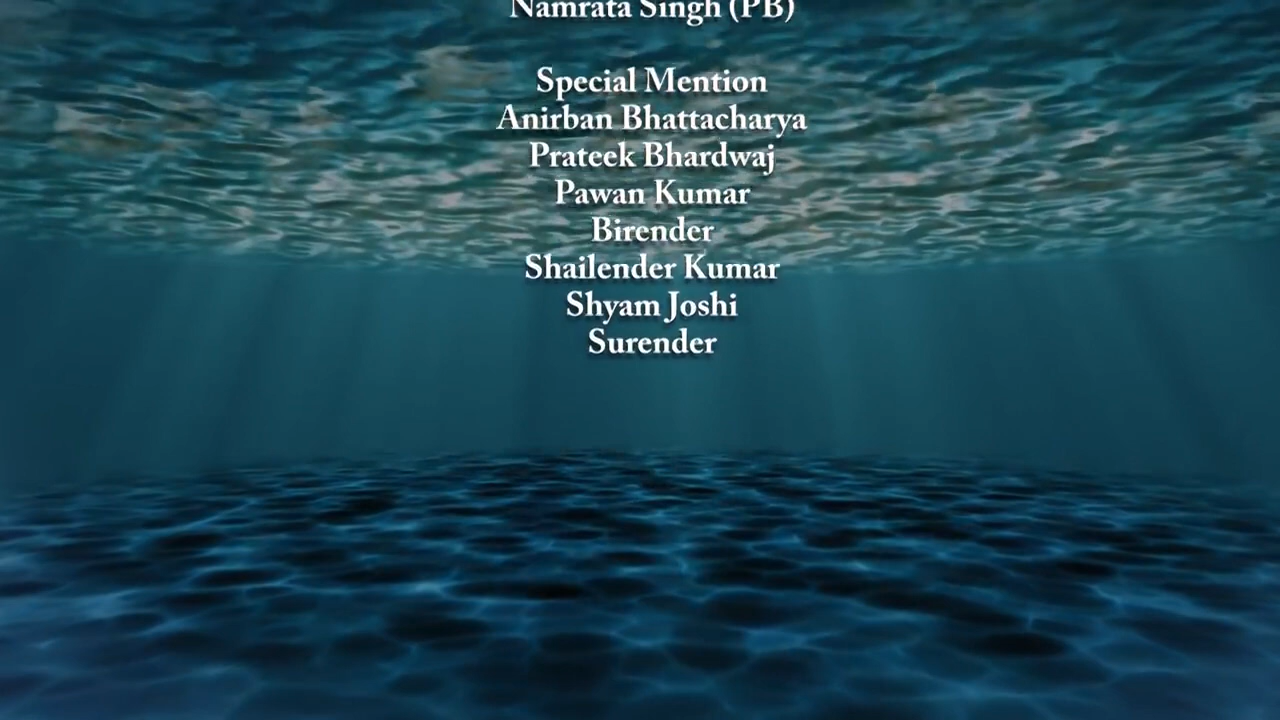 Namrata Singh (PB)
Special Mention
Anirban Bhattacharya
Prateek Bhardwaj
Pawan Kumar
Birender
Shailender Kumar
Shyam Joshi
Surender